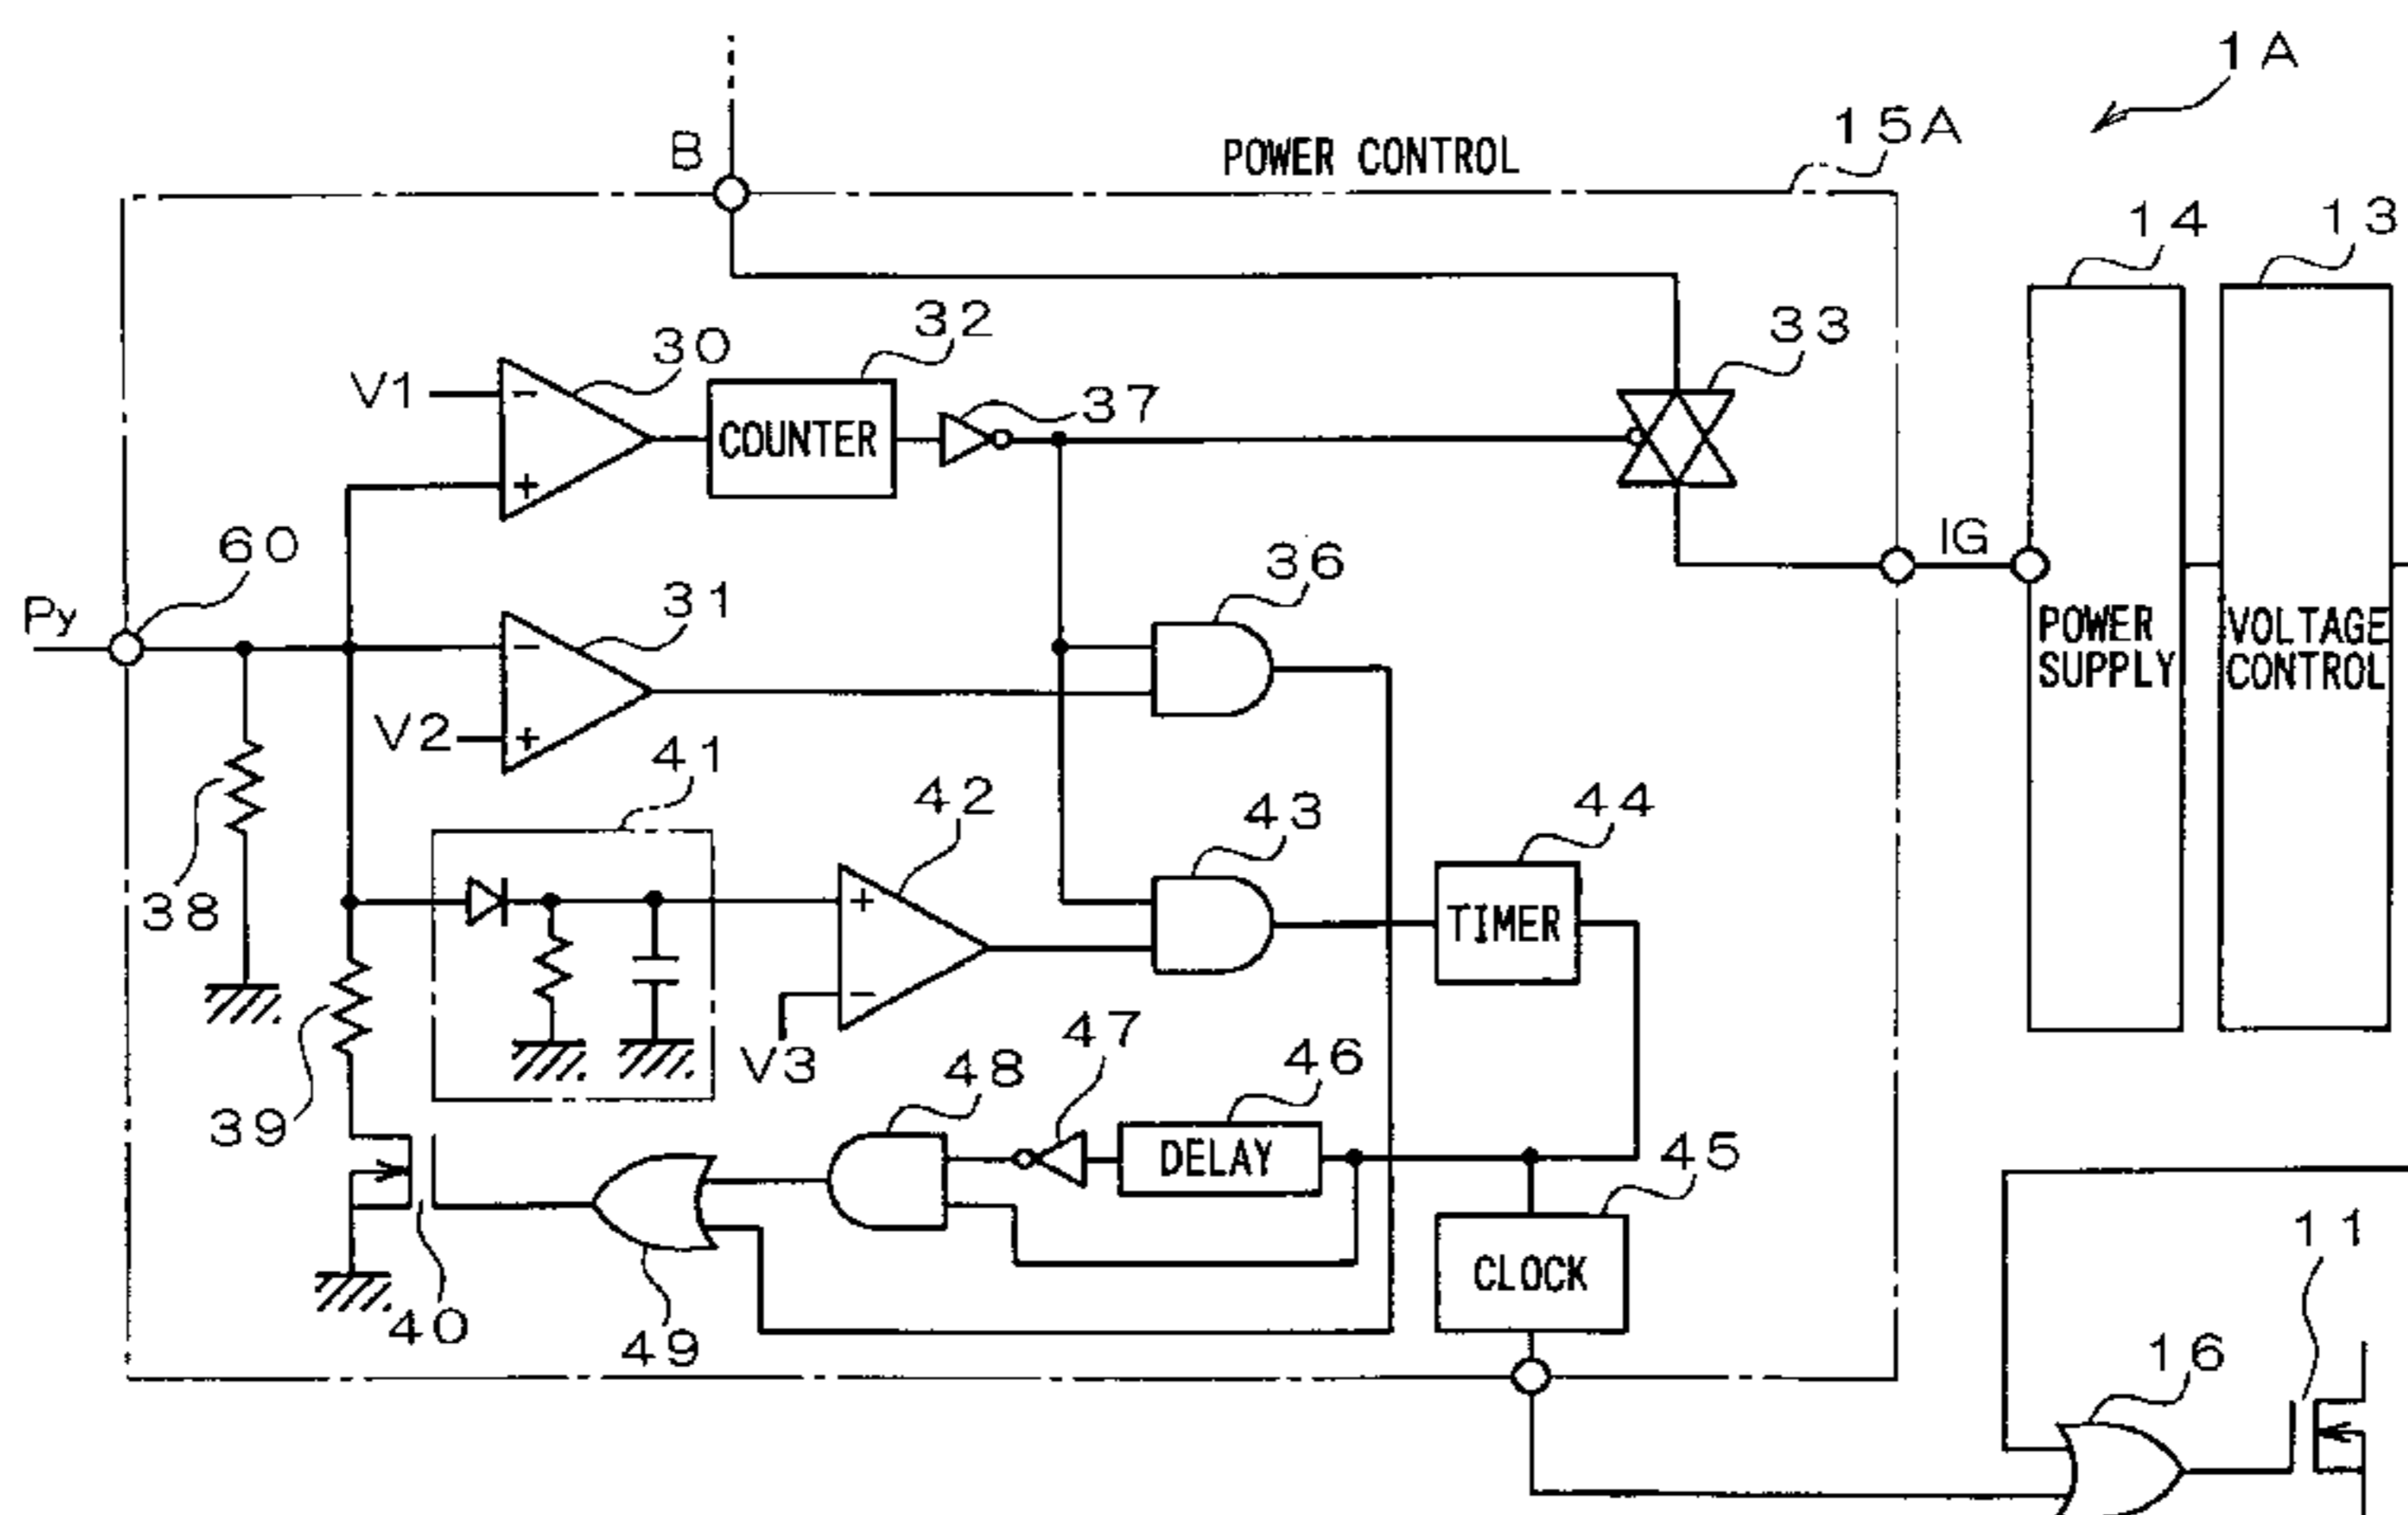 1A
B
POWER CONTROL
15A
14
13
32
33
30
V1
37
COUNTER
+
IG
60
36
Py
31
POWER SUPPLY
VOLTAGE CONTROL
V2
+
41
42
44
43
38
+
TIMER
39
V3
47
46
48
45
DELAY
11
CLOCK
40
49
16